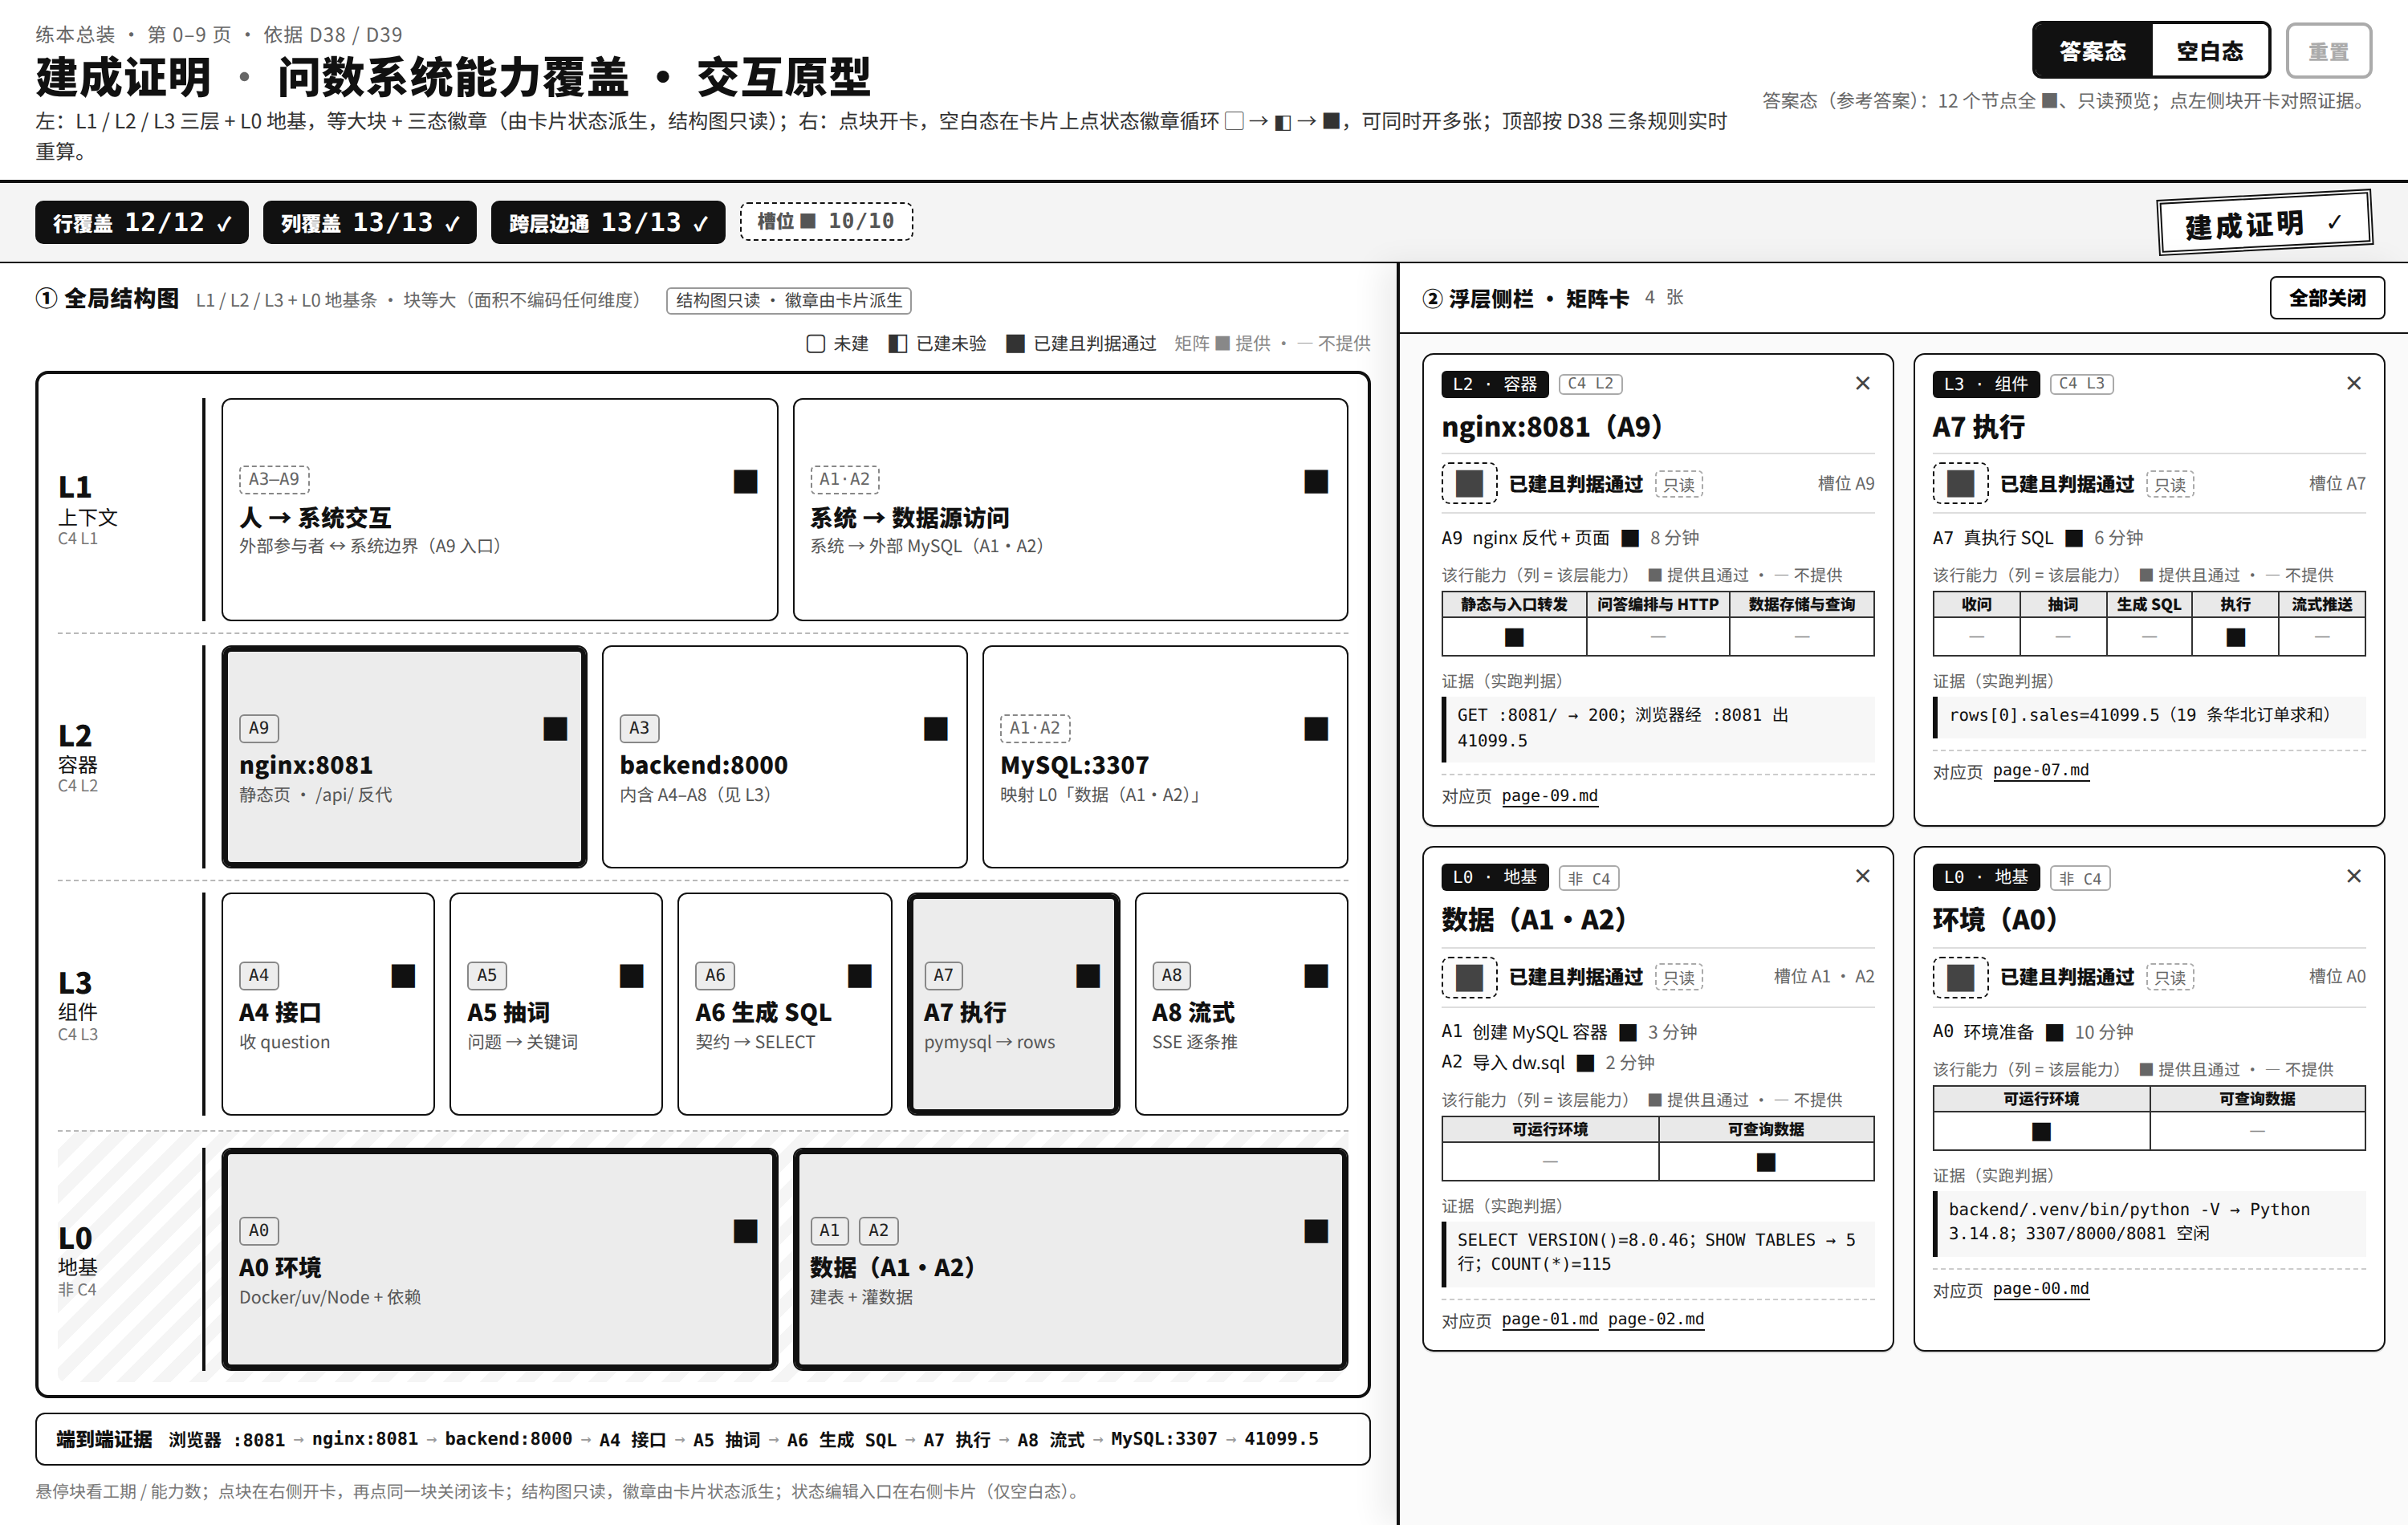 练本总装 · 第 0–9 页 · 依据 D38 / D39
建成证明 · 问数系统能力覆盖 · 交互原型
左：L1 / L2 / L3 三层 + L0 地基，等大块 + 三态徽章（由卡片状态派生，结构图只读）；右：点块开卡，空白态在卡片上点状态徽章循环 □ → ◧ → ■，可同时开多张；顶部按 D38 三条规则实时
重算。
答案态 空白态 重置
答案态（参考答案）：12 个节点全 ■、只读预览；点左侧块开卡对照证据。
行覆盖 12/12 ✓ 列覆盖 13/13 ✓ 跨层边通 13/13 ✓ 槽位 ■ 10/10
建成证明 ✓
① 全局结构图 L1 / L2 / L3 + L0 地基条 · 块等大（面积不编码任何维度） 结构图只读 · 徽章由卡片派生
▢ 未建 ◧ 已建未验 ■ 已建且判据通过 矩阵 ■ 提供 · — 不提供
L1
上下文
C4 L1
A3–A9 ■
人 → 系统交互
外部参与者 ↔ 系统边界（A9 入口）
A1·A2 ■
系统 → 数据源访问
系统 → 外部 MySQL（A1·A2）
L2
容器
C4 L2
A9 ■
nginx:8081
静态页 · /api/ 反代
A3 ■
backend:8000
内含 A4–A8（见 L3）
A1·A2 ■
MySQL:3307
映射 L0「数据（A1·A2）」
L3
组件
C4 L3
A4 ■
A4 接口
收 question
A5 ■
A5 抽词
问题 → 关键词
A6 ■
A6 生成 SQL
契约 → SELECT
A7 ■
A7 执行
pymysql → rows
A8 ■
A8 流式
SSE 逐条推
L0
地基
非 C4
A0 ■
A0 环境
Docker/uv/Node + 依赖
A1 A2 ■
数据（A1·A2）
建表 + 灌数据
端到端证据 浏览器 :8081 → nginx:8081 → backend:8000 → A4 接口 → A5 抽词 → A6 生成 SQL → A7 执行 → A8 流式 → MySQL:3307 → 41099.5
悬停块看工期 / 能力数；点块在右侧开卡，再点同一块关闭该卡；结构图只读，徽章由卡片状态派生；状态编辑入口在右侧卡片（仅空白态）。
② 浮层侧栏 · 矩阵卡 4 张 全部关闭
L2 · 容器 C4 L2 ✕
nginx:8081（A9）
■ 已建且判据通过 只读 槽位 A9
A9 nginx 反代 + 页面 ■ 8 分钟
该行能力（列 = 该层能力） ■ 提供且通过 · — 不提供
静态与入口转发 问答编排与 HTTP 数据存储与查询
■ — —
证据（实跑判据）
GET :8081/ → 200；浏览器经 :8081 出
41099.5
对应页 page-09.md
L3 · 组件 C4 L3 ✕
A7 执行
■ 已建且判据通过 只读 槽位 A7
A7 真执行 SQL ■ 6 分钟
该行能力（列 = 该层能力） ■ 提供且通过 · — 不提供
收问 抽词 生成 SQL 执行 流式推送
— — — ■ —
证据（实跑判据）
rows[0].sales=41099.5（19 条华北订单求和）
对应页 page-07.md
L0 · 地基 非 C4 ✕
数据（A1·A2）
■ 已建且判据通过 只读 槽位 A1 · A2
A1 创建 MySQL 容器 ■ 3 分钟
A2 导入 dw.sql ■ 2 分钟
该行能力（列 = 该层能力） ■ 提供且通过 · — 不提供
可运行环境 可查询数据
— ■
证据（实跑判据）
SELECT VERSION()=8.0.46；SHOW TABLES → 5
行；COUNT(*)=115
对应页 page-01.md page-02.md
L0 · 地基 非 C4 ✕
环境（A0）
■ 已建且判据通过 只读 槽位 A0
A0 环境准备 ■ 10 分钟
该行能力（列 = 该层能力） ■ 提供且通过 · — 不提供
可运行环境 可查询数据
■ —
证据（实跑判据）
backend/.venv/bin/python -V → Python
3.14.8；3307/8000/8081 空闲
对应页 page-00.md